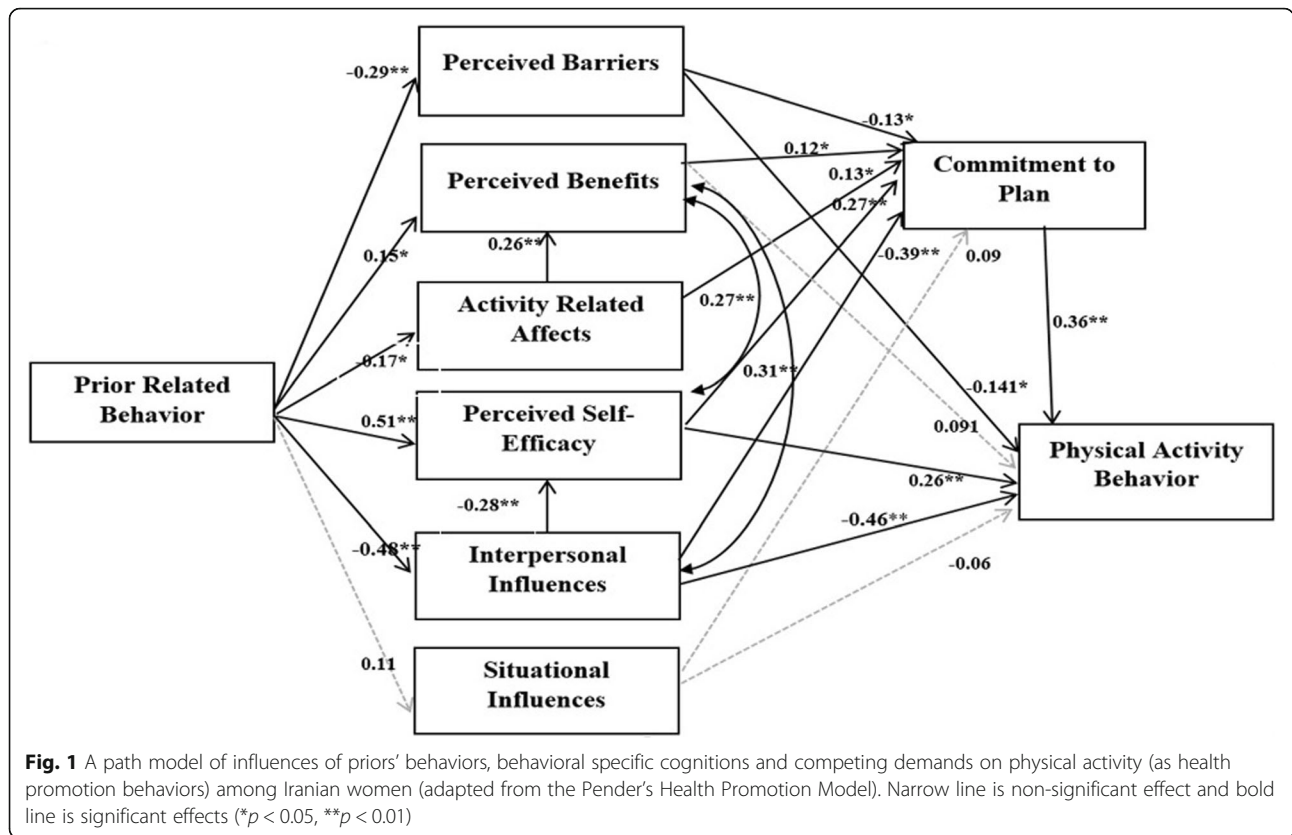 Perceived Barriers
-0.29**
-0.13*
0.12*
Commitment to
Plan
Perceived Benefits
0.13*
0.27**
0.15*
0.26**
-0.39**
0.09
Activity Related
Affects
0.27**
0.36**
-0.17*
Prior Related
Behavior
0.31**
-0.141*
0.51**
Perceived Self-
Efficacy
0.091
Physical Activity
Behavior
0.26**
-0.28**
-0.46**
-0.48**
Interpersonal
Influences
-0.06
0.11
Situational
Influences
Fig. 1 A path model of influences of priors’ behaviors, behavioral specific cognitions and competing demands on physical activity (as health
promotion behaviors) among Iranian women (adapted from the Pender’s Health Promotion Model). Narrow line is non-significant effect and bold
line is significant effects (*p < 0.05, **p < 0.01)